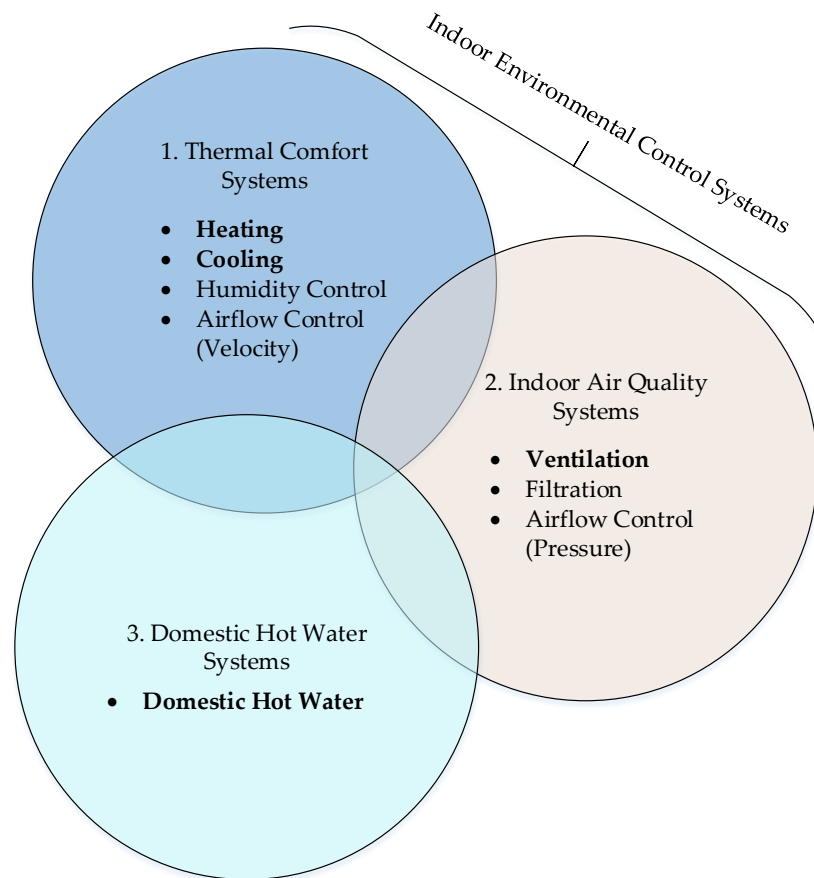 Indoor Environmental Control Systems
1. Thermal Comfort
Systems
• Heating
• Cooling
• Humidity Control
• Airflow Control
(Velocity)
2. Indoor Air Quality
Systems
• Ventilation
• Filtration
• Airflow Control
(Pressure)
3. Domestic Hot Water
Systems
• Domestic Hot Water